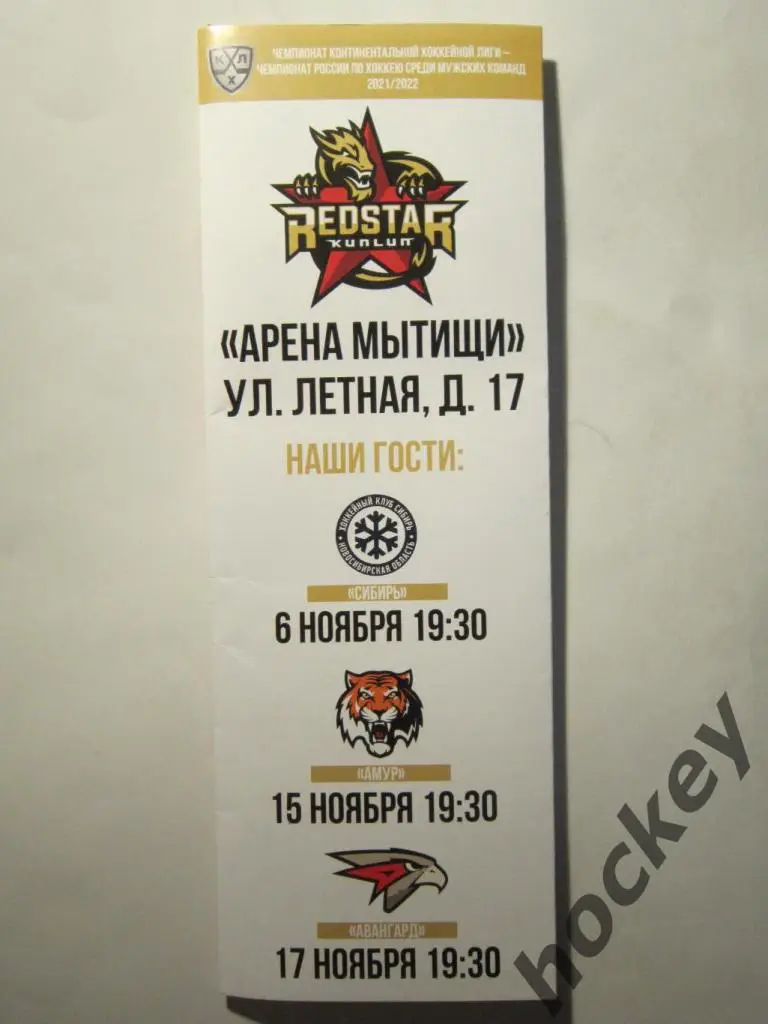 ЧЕМПИОНАТ КОНТИНЕНТАЛЬНОЙ ХОККЕЙНОЙ ЛИГИ –
ЧЕМПИОНАТ РОССИИ ПО ХОККЕЮ СРЕДИ МУЖСКИХ КОМАНД
2021/2022
КХЛ
REDSTAR
KUNLUN
«АРЕНА МЫТИЩИ»
УЛ. ЛЕТНАЯ, Д. 17
НАШИ ГОСТИ:
ХОККЕЙНЫЙ КЛУБ СИБИРЬ
НОВОСИБИРСКАЯ ОБЛАСТЬ
«СИБИРЬ»
6 НОЯБРЯ 19:30
«АМУР»
15 НОЯБРЯ 19:30
«АВАНГАРД»
17 НОЯБРЯ 19:30
hockey